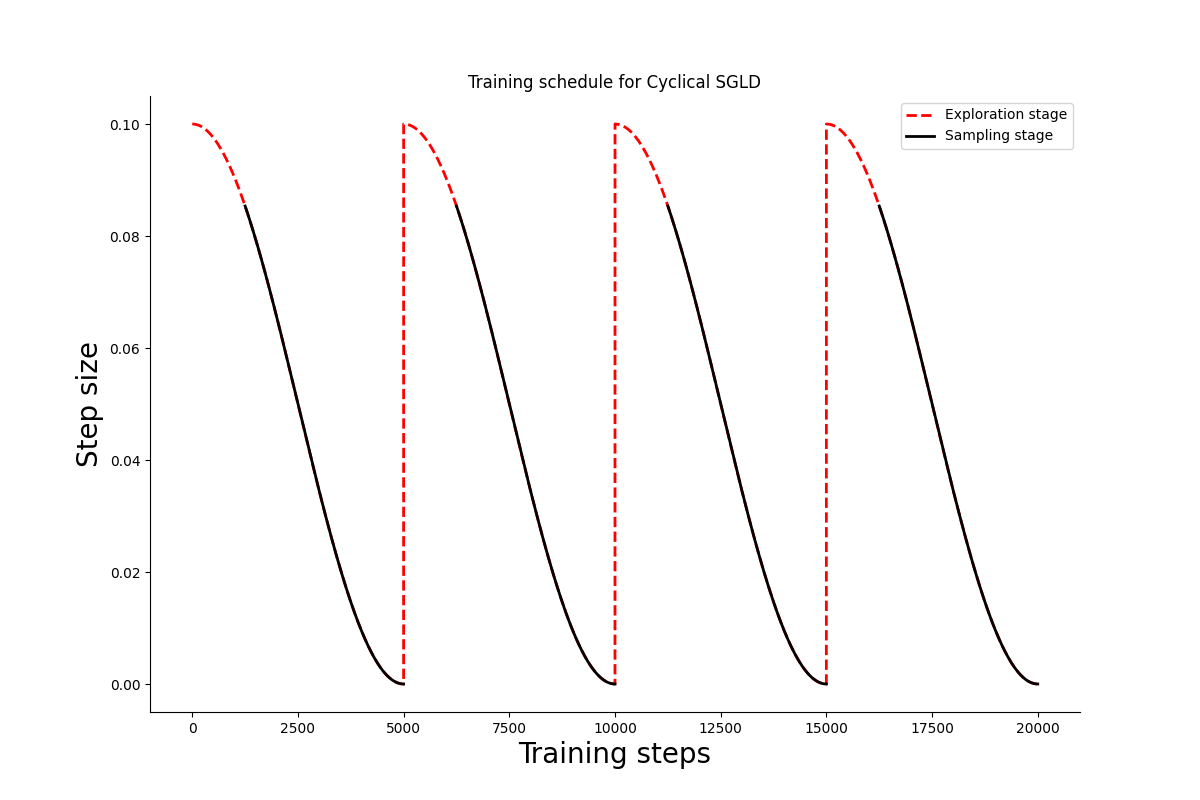 Training schedule for Cyclical SGLD
Exploration stage
Sampling stage
0.10
0.08
0.06
0.04
0.02
0.00
Step size
0 2500 5000 7500 10000 12500 15000 17500 20000
Training steps